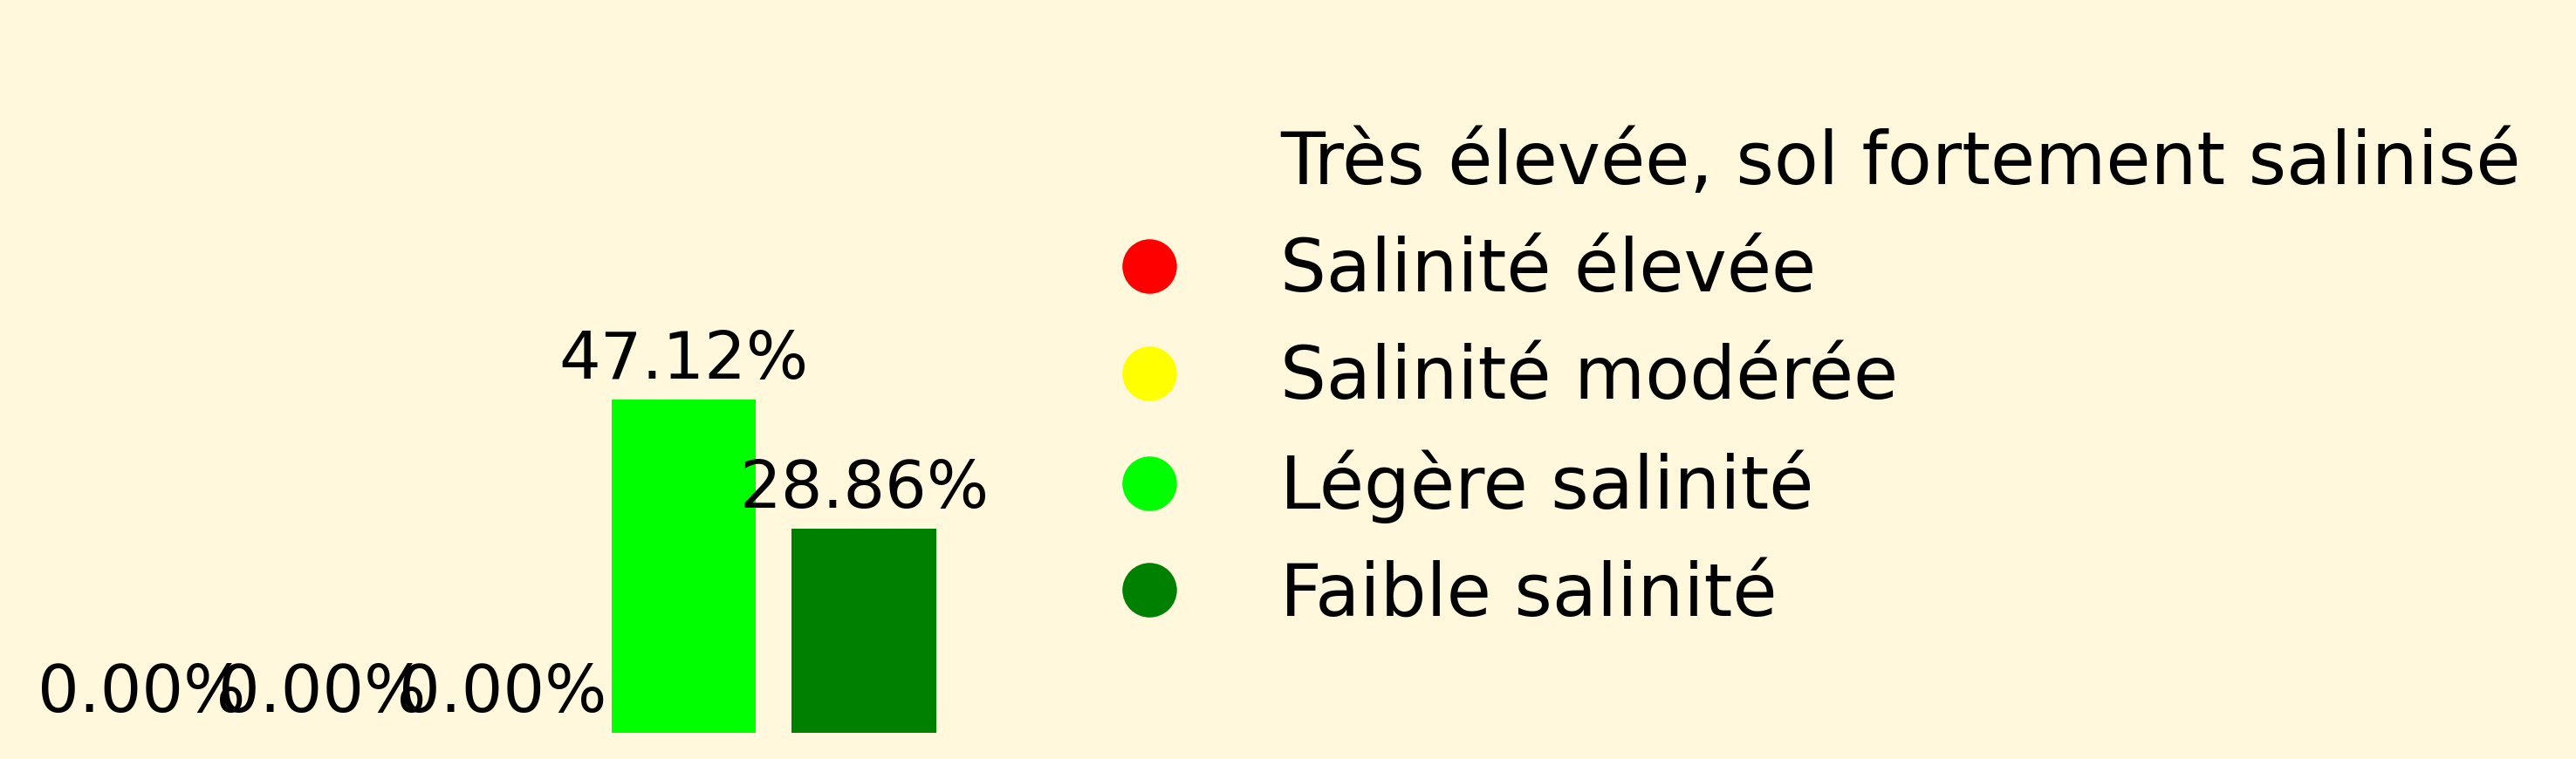 Très élevée, sol fortement salinisé
Salinité élevée
Salinité modérée
Légère salinité
Faible salinité
47.12%
28.86%
0.00%
0.00%
0.00%